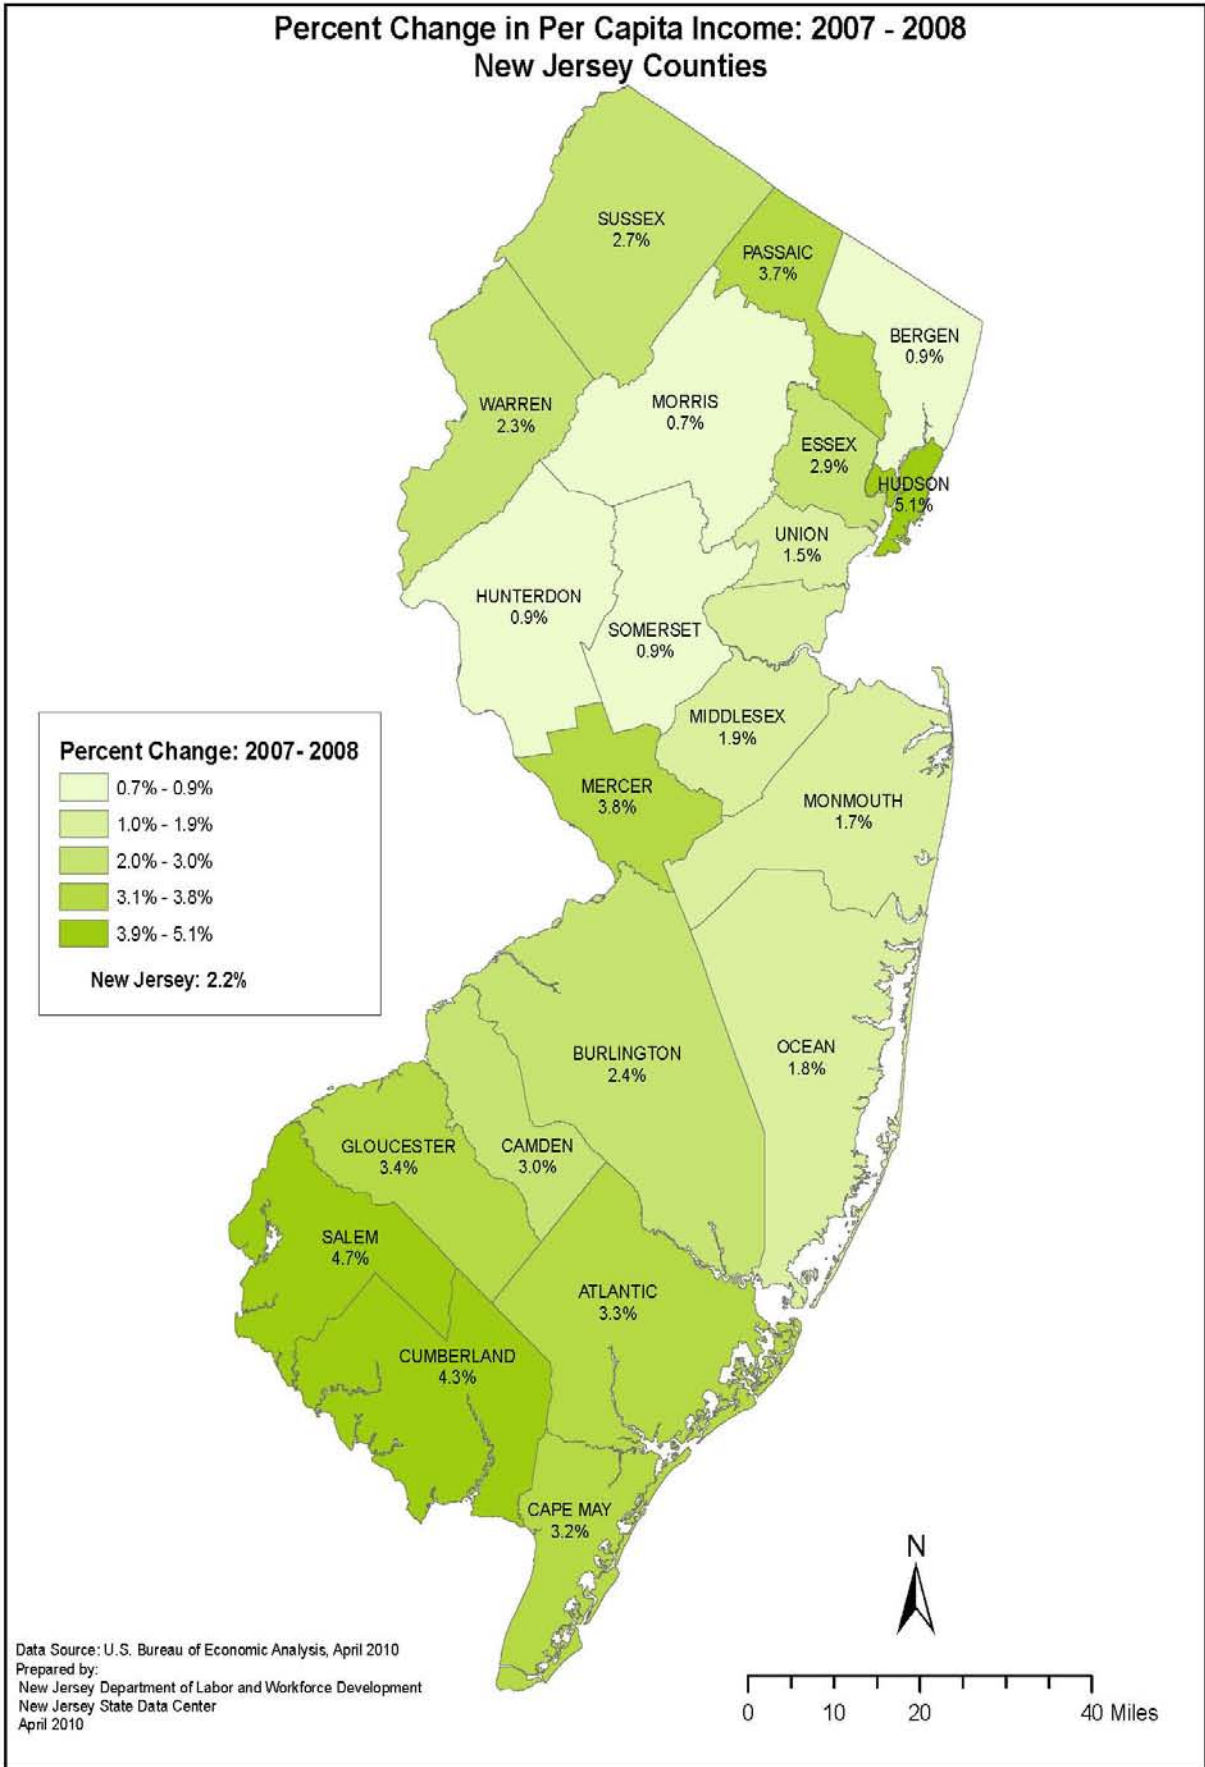 Percent Change in Per Capita Income: 2007 - 2008
New Jersey Counties
SUSSEX
2.7%
PASSAIC
3.7%
BERGEN
0.9%
WARREN
2.3%
MORRIS
0.7%
ESSEX
2.9%
HUDSON
5.1%
UNION
1.5%
HUNTERDON
0.9%
SOMERSET
0.9%
MIDDLESEX
1.9%
MERCER
3.8%
MONMOUTH
1.7%
Percent Change: 2007- 2008
0.7% - 0.9%
1.0% - 1.9%
2.0% - 3.0%
3.1% - 3.8%
3.9% - 5.1%
New Jersey: 2.2%
BURLINGTON
2.4%
OCEAN
1.8%
GLOUCESTER
3.4%
CAMDEN
3.0%
SALEM
4.7%
ATLANTIC
3.3%
CUMBERLAND
4.3%
CAPE MAY
3.2%
N
Data Source: U.S. Bureau of Economic Analysis, April 2010
Prepared by:
New Jersey Department of Labor and Workforce Development
New Jersey State Data Center
April 2010
0 10 20 40 Miles